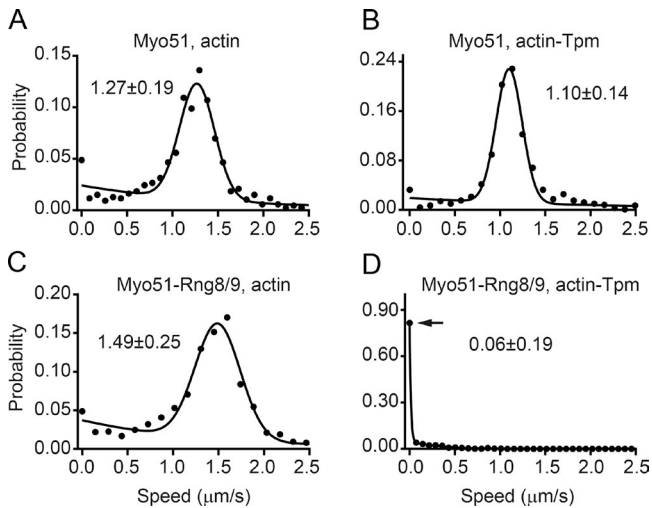 A
Myo51, actin
Probability
0.15
0.10
0.05
0.00
1.27±0.19
0.0 0.5 1.0 1.5 2.0 2.5
B
Myo51, actin-Tpm
0.24
0.16
0.08
0.00
1.10±0.14
0.0 0.5 1.0 1.5 2.0 2.5
C
Myo51-Rng8/9, actin
Probability
0.20
0.15
0.10
0.05
0.00
1.49±0.25
0.0 0.5 1.0 1.5 2.0 2.5
Speed (μm/s)
D
Myo51-Rng8/9, actin-Tpm
0.90
0.60
0.30
0.00
0.06±0.19
0.0 0.5 1.0 1.5 2.0 2.5
Speed (μm/s)